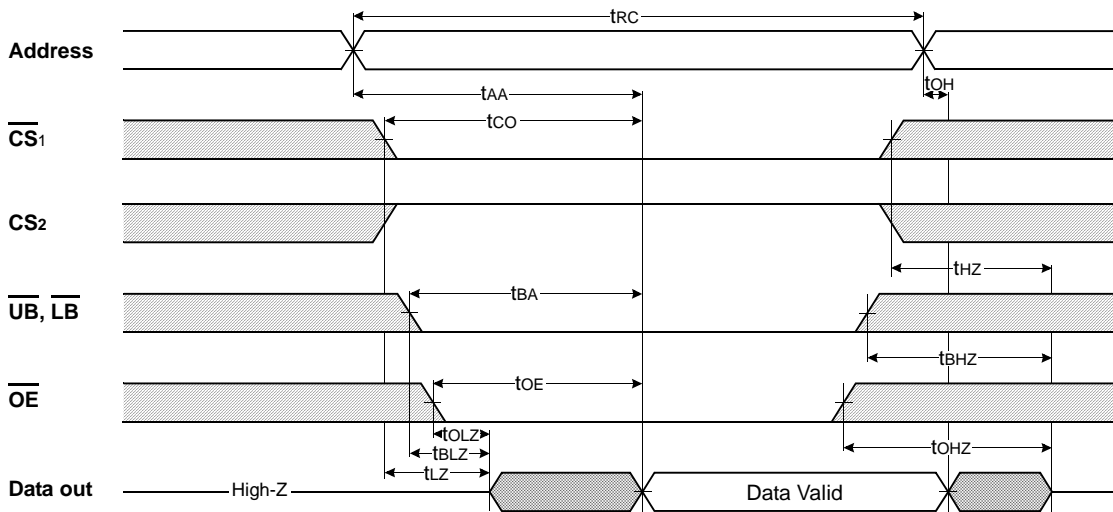 tRC
Address
tOH
tAA
CS1
tCO
CS2
tHZ
UB, LB
tBA
tBHZ
OE
tOE
tOLZ
tBLZ
tOHZ
tLZ
Data out
High-Z
Data Valid